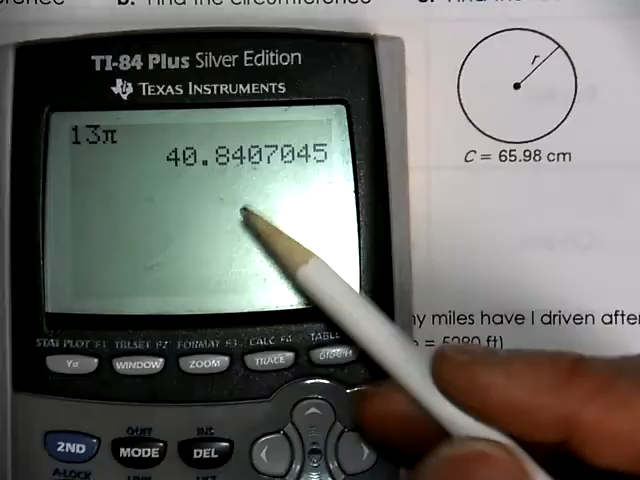 b. Find the circumference
TI-84 Plus Silver Edition
TEXAS INSTRUMENTS
13π
40.8407045
r
C = 65.98 cm
miles have I driven after
= 5280 ft)
STAT PLOT F1 TBLSET F2 FORMAT F3 CALC F4 TABLE
Y= WINDOW ZOOM TRACE GRAPH
QUIT INS
2ND MODE DEL
A-LOCK